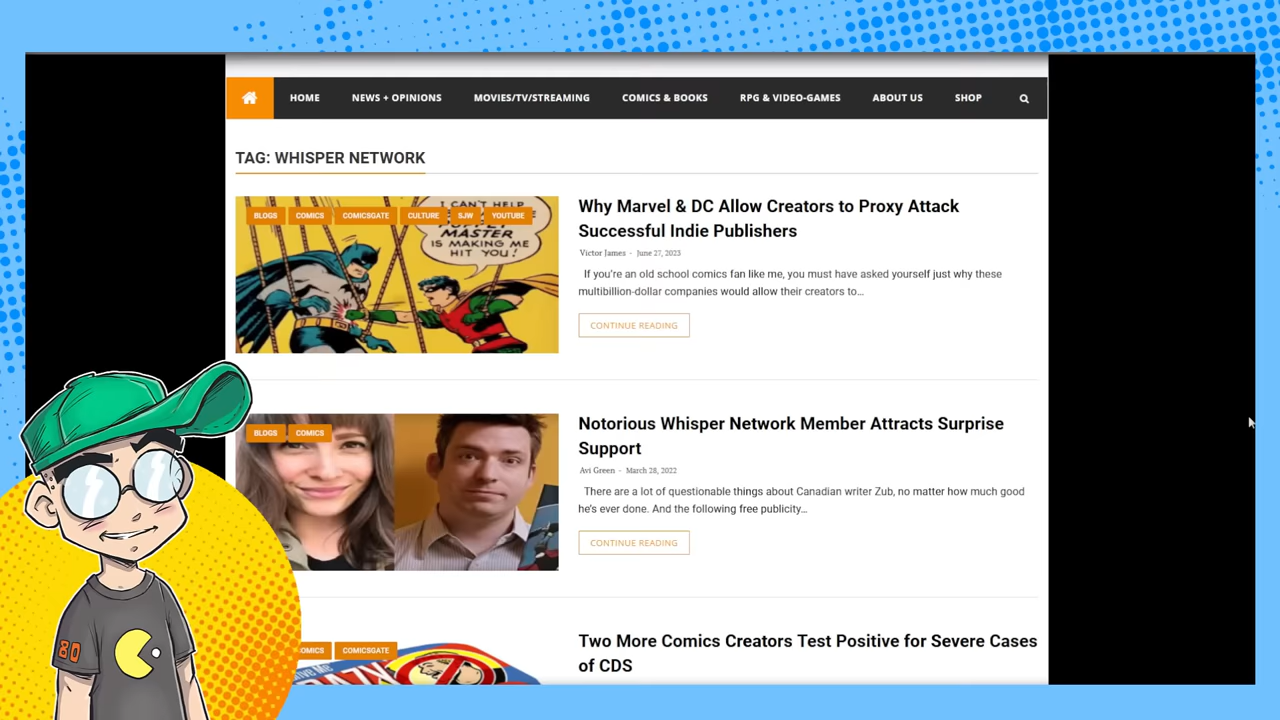 HOME NEWS + OPINIONS MOVIES/TV/STREAMING COMICS & BOOKS RPG & VIDEO-GAMES ABOUT US SHOP
TAG: WHISPER NETWORK
BLOGS COMICS COMICSGATE CULTURE SJW YOUTUBE
I CAN'T HELP
MASTER
IS MAKING ME
HIT YOU!
Why Marvel & DC Allow Creators to Proxy Attack
Successful Indie Publishers
Victor James - June 27, 2023
If you're an old school comics fan like me, you must have asked yourself just why these
multibillion-dollar companies would allow their creators to…
CONTINUE READING
BLOGS COMICS
Notorious Whisper Network Member Attracts Surprise
Support
Avi Green - March 28, 2022
There are a lot of questionable things about Canadian writer Zub, no matter how much good
he's ever done. And the following free publicity…
CONTINUE READING
OMICS COMICSGATE
Two More Comics Creators Test Positive for Severe Cases
of CDS
80